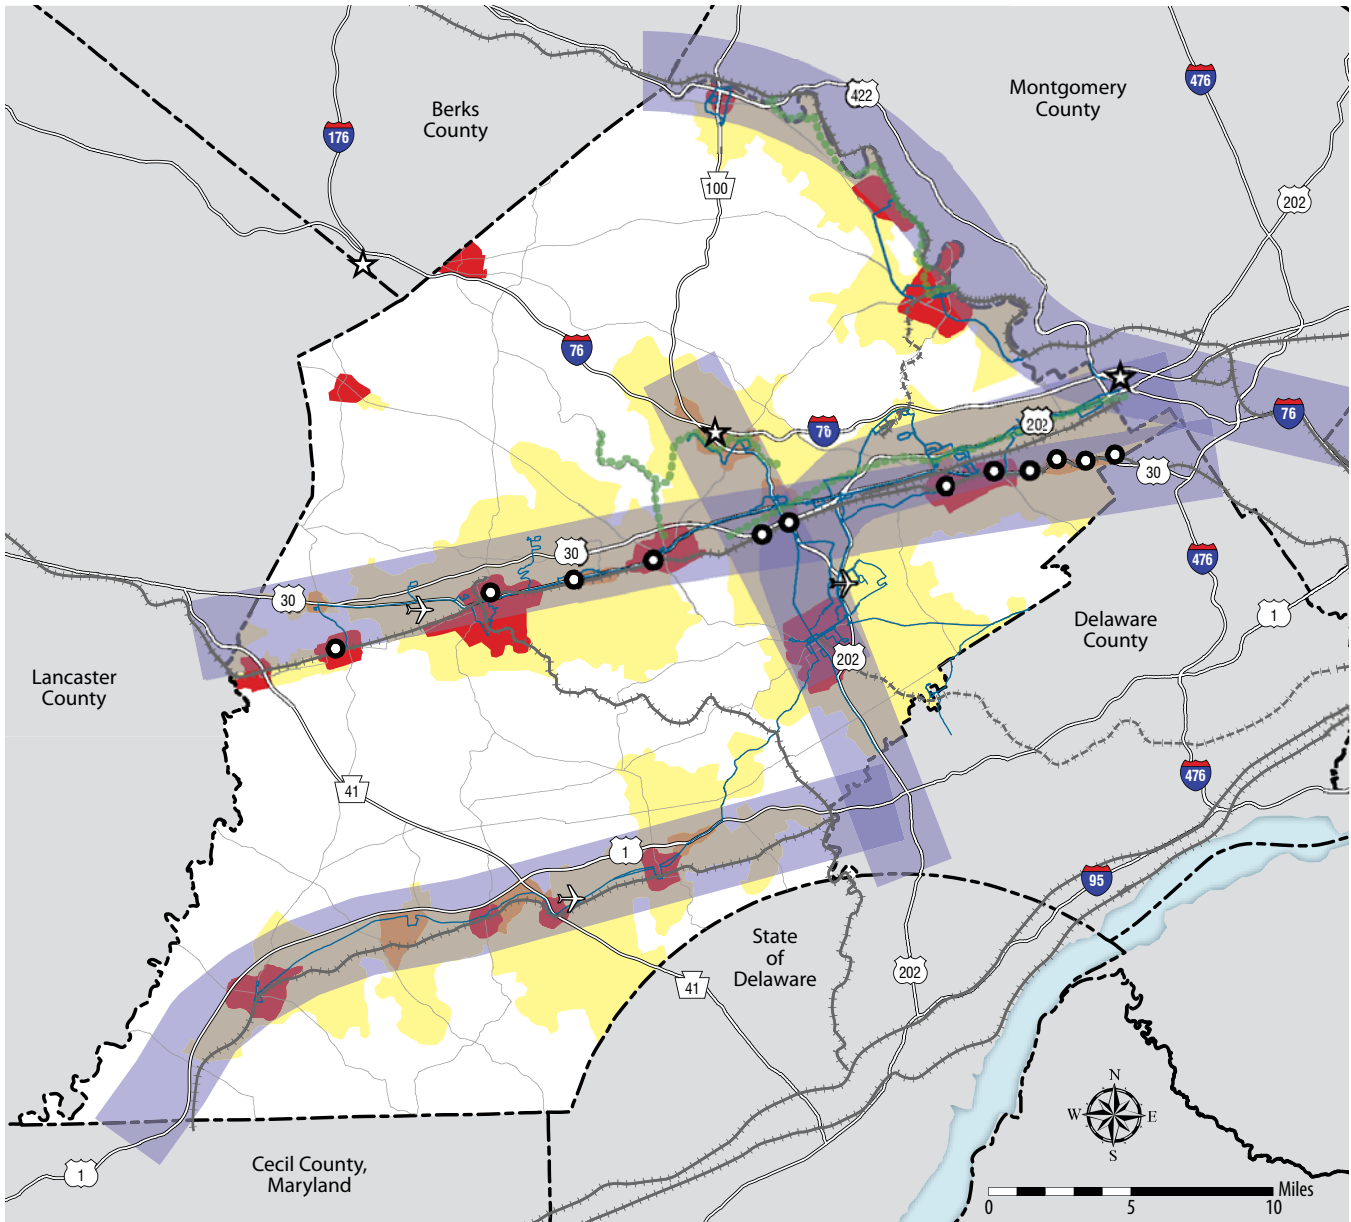 422
Montgomery
County
476
Berks
County
176
100
202
76
76
202
76
30
30
476
30
Delaware
County
1
202
Lancaster
County
41
476
1
95
State
of
Delaware
202
41
N
W
E
S
Cecil County,
Maryland
1
Miles
0
5
10